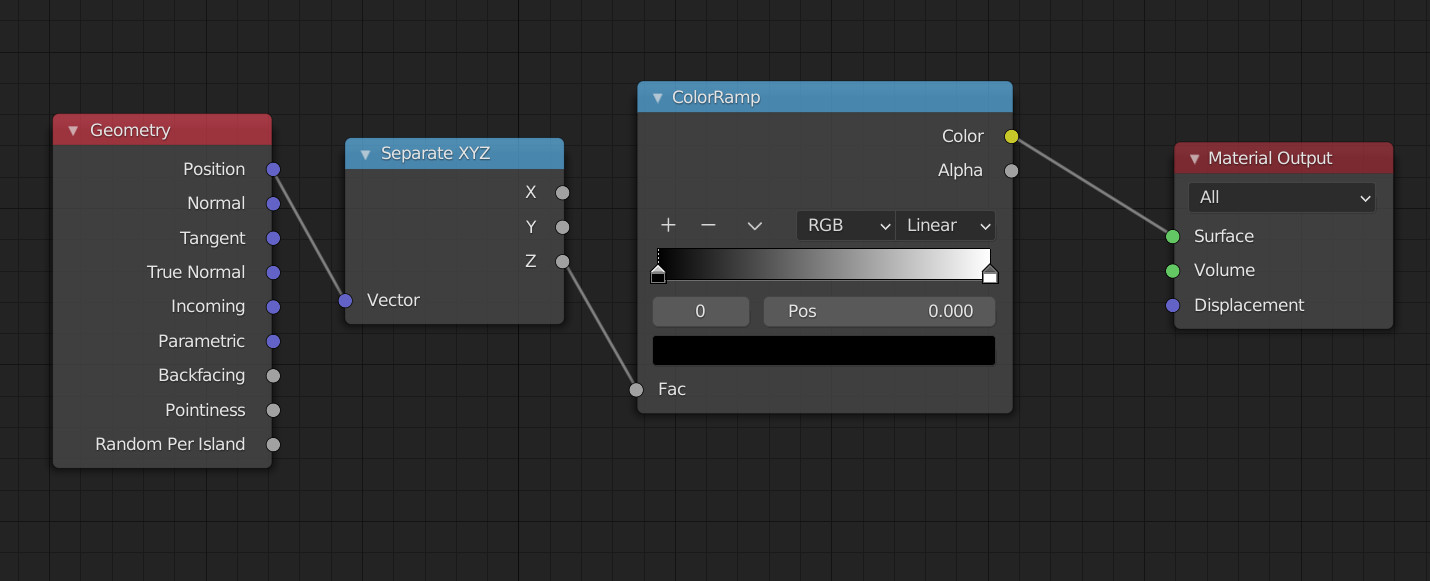 Geometry
Position
Normal
Tangent
True Normal
Incoming
Parametric
Backfacing
Pointiness
Random Per Island
Separate XYZ
X
Y
Z
Vector
ColorRamp
Color
Alpha
RGB Linear
0 Pos 0.000
Fac
Material Output
All
Surface
Volume
Displacement